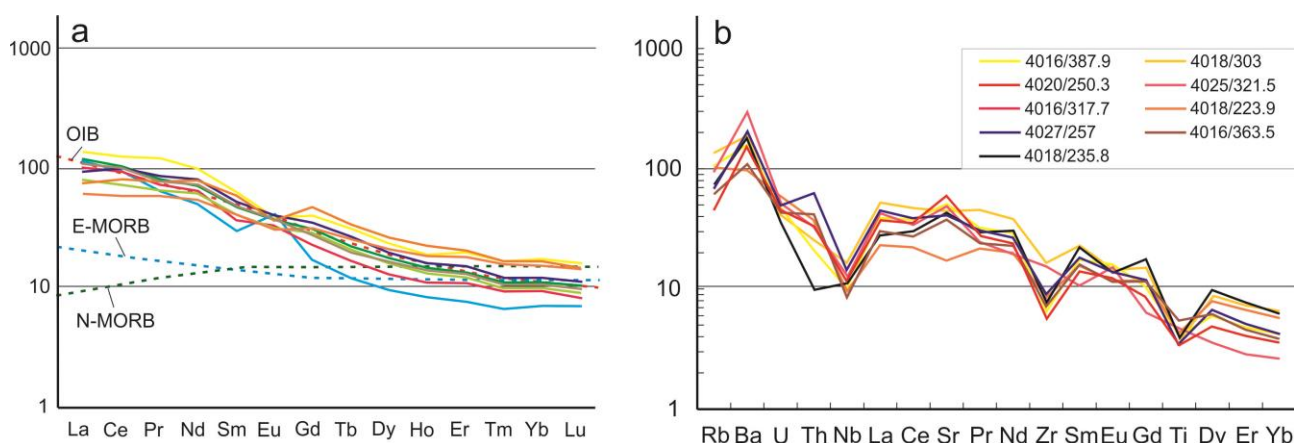 a
1000
100
10
1
OIB
E-MORB
N-MORB
La Ce Pr Nd Sm Eu Gd Tb Dy Ho Er Tm Yb Lu
b
1000
100
10
1
4016/387.9 4018/303
4020/250.3 4025/321.5
4016/317.7 4018/223.9
4027/257 4016/363.5
4018/235.8
Rb Ba U Th Nb La Ce Sr Pr Nd Zr Sm Eu Gd Ti Dy Er Yb